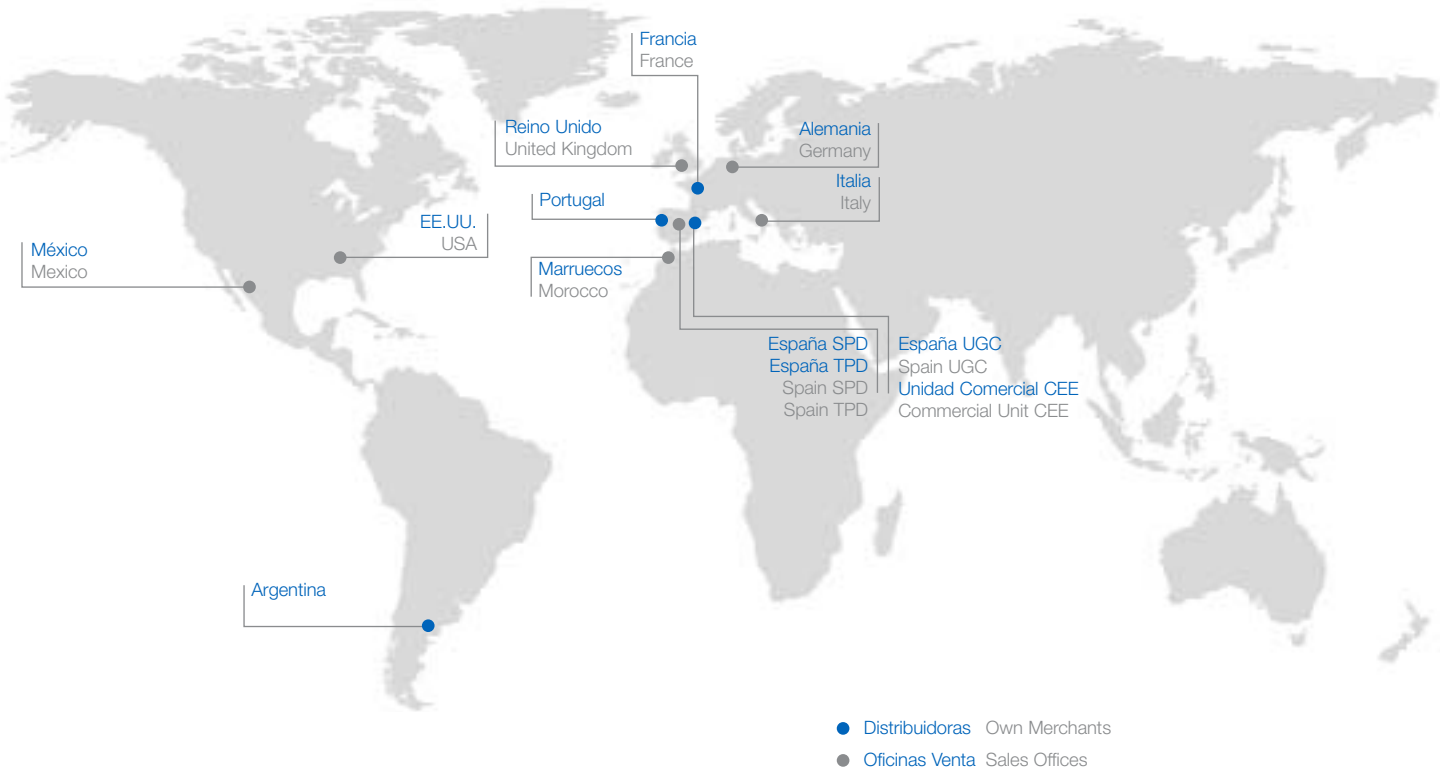 Francia
France
Reino Unido
United Kingdom
Alemania
Germany
Italia
Italy
Portugal
EE.UU.
USA
México
Mexico
Marruecos
Morocco
España SPD
España TPD
Spain SPD
Spain TPD
España UGC
Spain UGC
Unidad Comercial CEE
Commercial Unit CEE
Argentina
Distribuidoras Own Merchants
Oficinas Venta Sales Offices